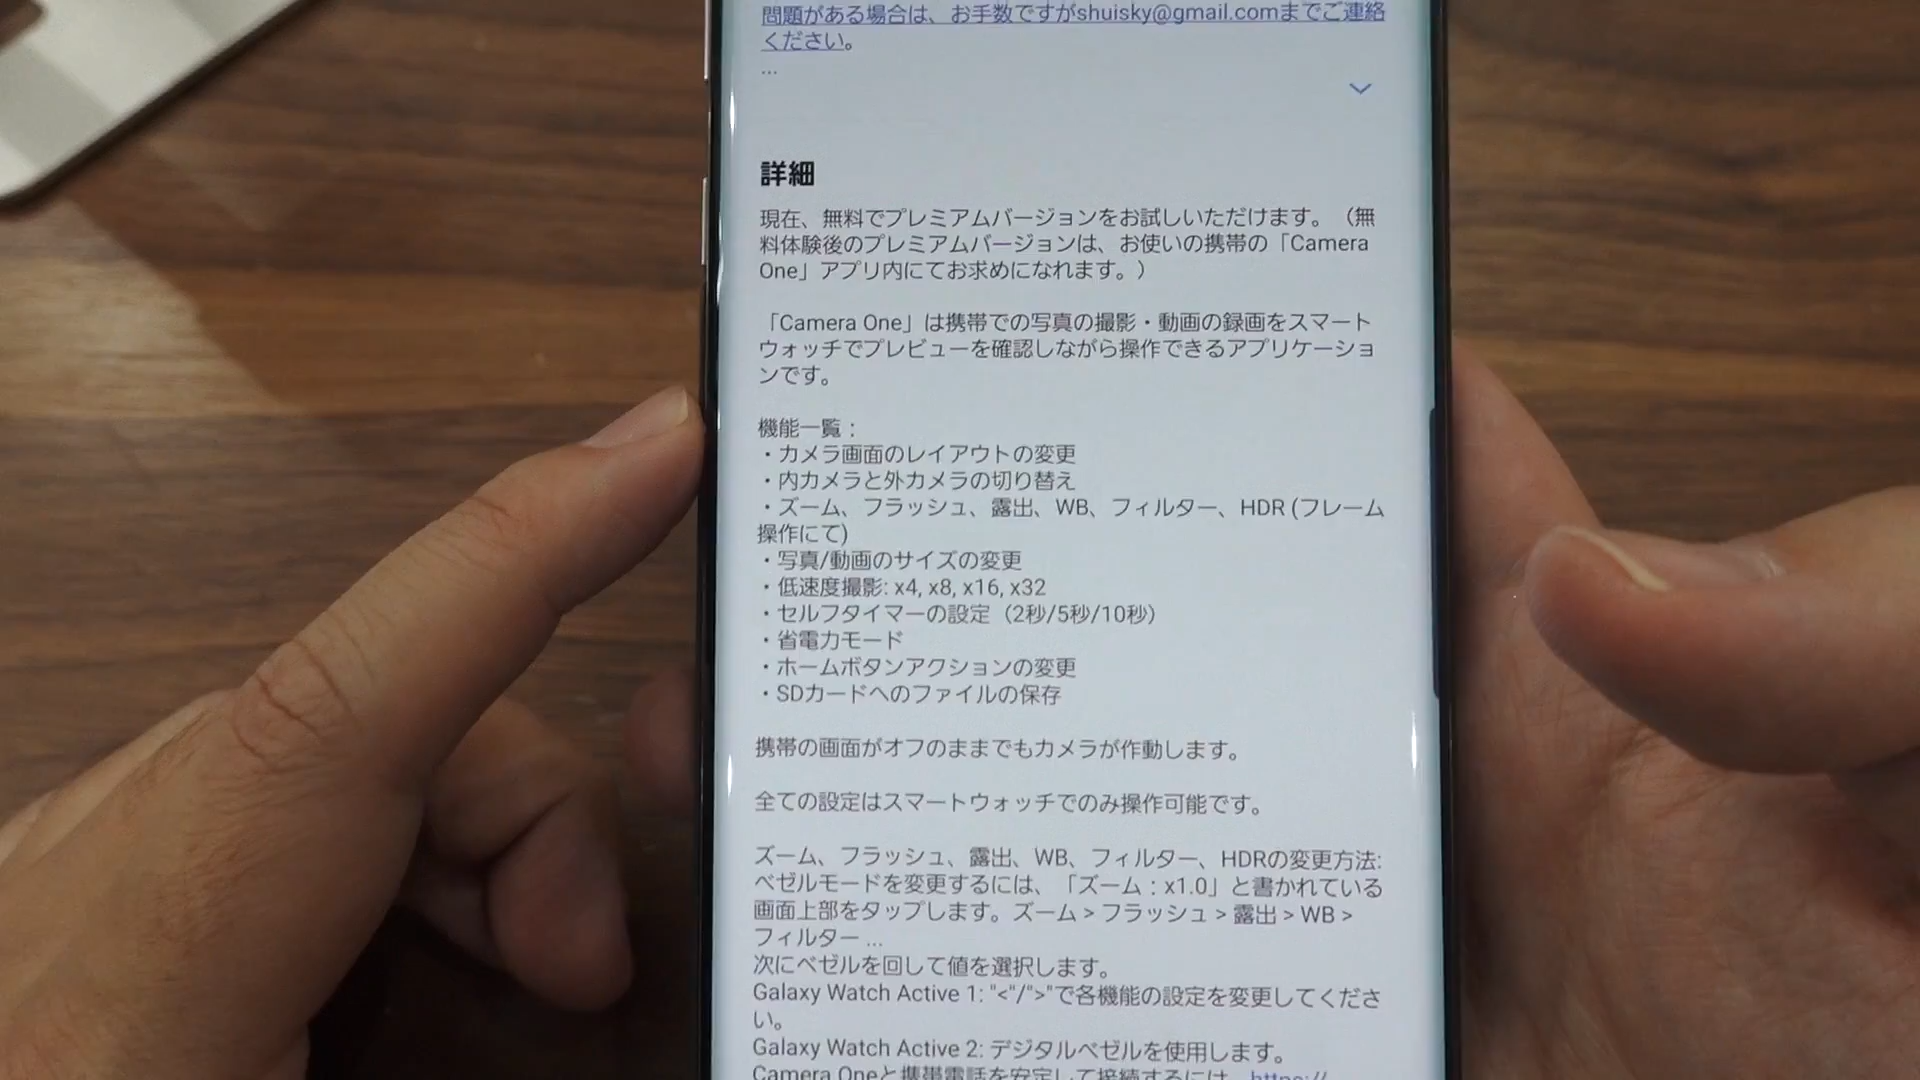 問題がある場合は、お手数ですがshuisky@gmail.comまでご連絡
ください。
...
詳細
現在、無料でプレミアムバージョンをお試しいただけます。（無
料体験後のプレミアムバージョンは、お使いの携帯の「Camera
One」アプリ内にてお求めになれます。）
「Camera One」は携帯での写真の撮影・動画の録画をスマート
ウォッチでプレビューを確認しながら操作できるアプリケーショ
ンです。
機能一覧：
・カメラ画面のレイアウトの変更
・内カメラと外カメラの切り替え
・ズーム、フラッシュ、露出、WB、フィルター、HDR (フレーム
操作にて)
・写真/動画のサイズの変更
・低速度撮影: x4, x8, x16, x32
・セルフタイマーの設定（2秒/5秒/10秒）
・省電力モード
・ホームボタンアクションの変更
・SDカードへのファイルの保存
携帯の画面がオフのままでもカメラが作動します。
全ての設定はスマートウォッチでのみ操作可能です。
ズーム、フラッシュ、露出、WB、フィルター、HDRの変更方法:
ベゼルモードを変更するには、「ズーム：x1.0」と書かれている
画面上部をタップします。ズーム > フラッシュ > 露出 > WB >
フィルター ...
次にベゼルを回して値を選択します。
Galaxy Watch Active 1: "<"/">"で各機能の設定を変更してくださ
い。
Galaxy Watch Active 2: デジタルベゼルを使用します。
Camera Oneと携帯電話を安定して接続するには、https://